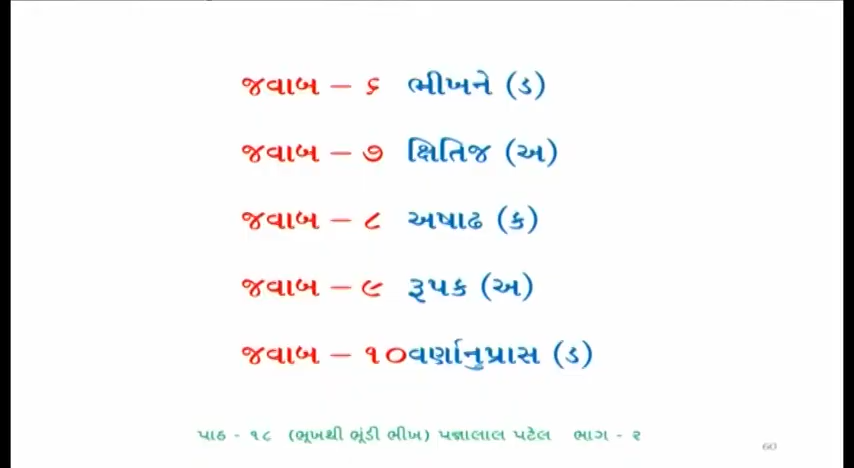 જવાબ – ૬ ભીખને (ડ)
જવાબ – ૭ ક્ષિતિજ (અ)
જવાબ – ૮ અષાઢ (ક)
જવાબ – ૯ રૂપક (અ)
જવાબ – ૧૦વર્ણાનુપ્રાસ (ડ)
પાઠ - ૧૮ (ભૂખથી ભૂંડી ભીખ) પન્નાલાલ પટેલ ભાગ - ૨
60